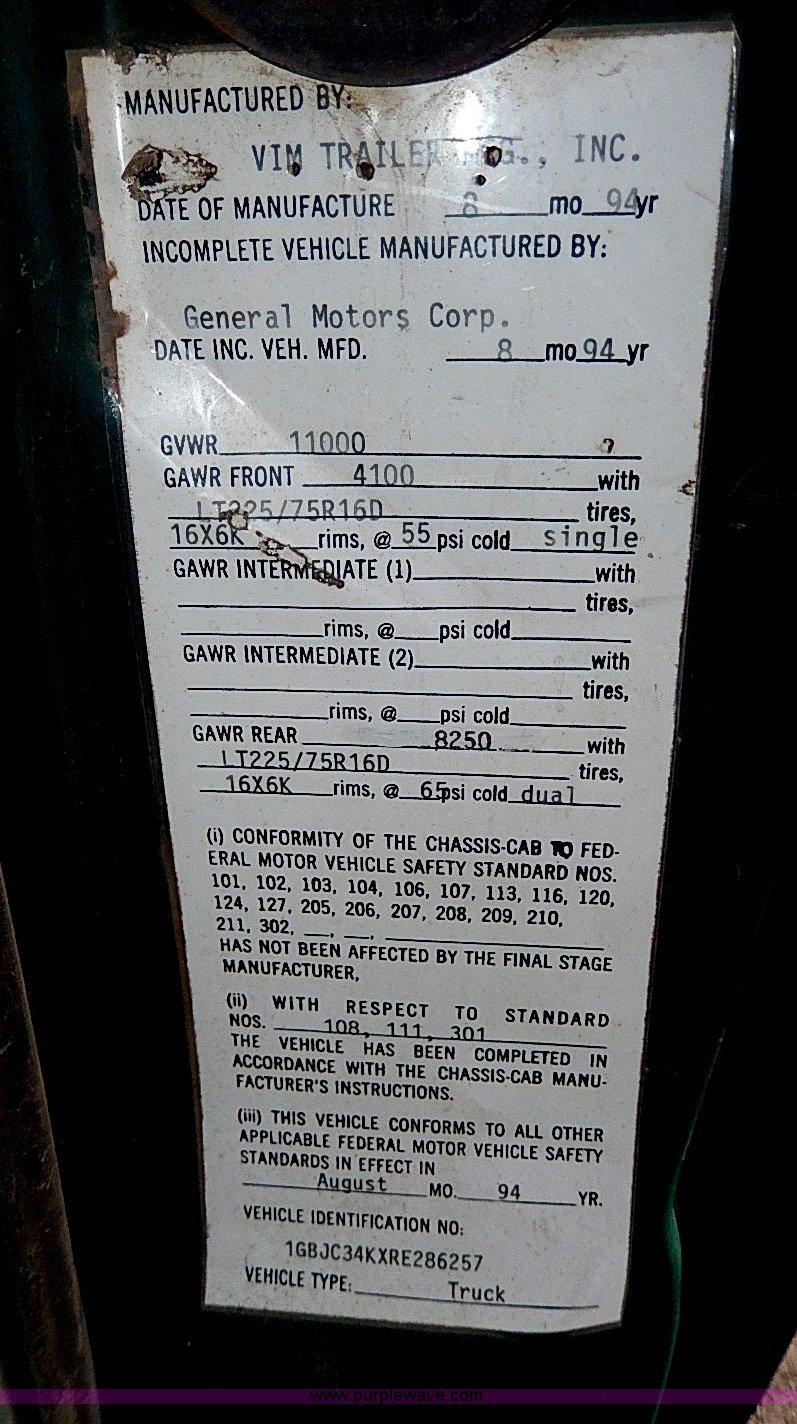 MANUFACTURED BY:
VIM TRAILER MFG., INC.
DATE OF MANUFACTURE 8 mo 94 yr
INCOMPLETE VEHICLE MANUFACTURED BY:
General Motors Corp.
DATE INC. VEH. MFD. 8 mo 94 yr
GVWR 11000
GAWR FRONT 4100 with
LT225/75R16D tires,
16X6K rims, @ 55 psi cold single
GAWR INTERMEDIATE (1) with
tires,
rims, @ psi cold
GAWR INTERMEDIATE (2) with
tires,
rims, @ psi cold
GAWR REAR 8250 with
LT225/75R16D tires,
16X6K rims, @ 65 psi cold dual
(i) CONFORMITY OF THE CHASSIS-CAB TO FED-
ERAL MOTOR VEHICLE SAFETY STANDARD NOS.
101, 102, 103, 104, 106, 107, 113, 116, 120,
124, 127, 205, 206, 207, 208, 209, 210,
211, 302, __, __,
HAS NOT BEEN AFFECTED BY THE FINAL STAGE
MANUFACTURER,
(ii) WITH RESPECT TO STANDARD
NOS. 108, 111, 301
THE VEHICLE HAS BEEN COMPLETED IN
ACCORDANCE WITH THE CHASSIS-CAB MANU-
FACTURER'S INSTRUCTIONS.
(iii) THIS VEHICLE CONFORMS TO ALL OTHER
APPLICABLE FEDERAL MOTOR VEHICLE SAFETY
STANDARDS IN EFFECT IN
August MO. 94 YR.
VEHICLE IDENTIFICATION NO:
1GBJC34KXRE286257
VEHICLE TYPE: Truck
www.purplewave.com